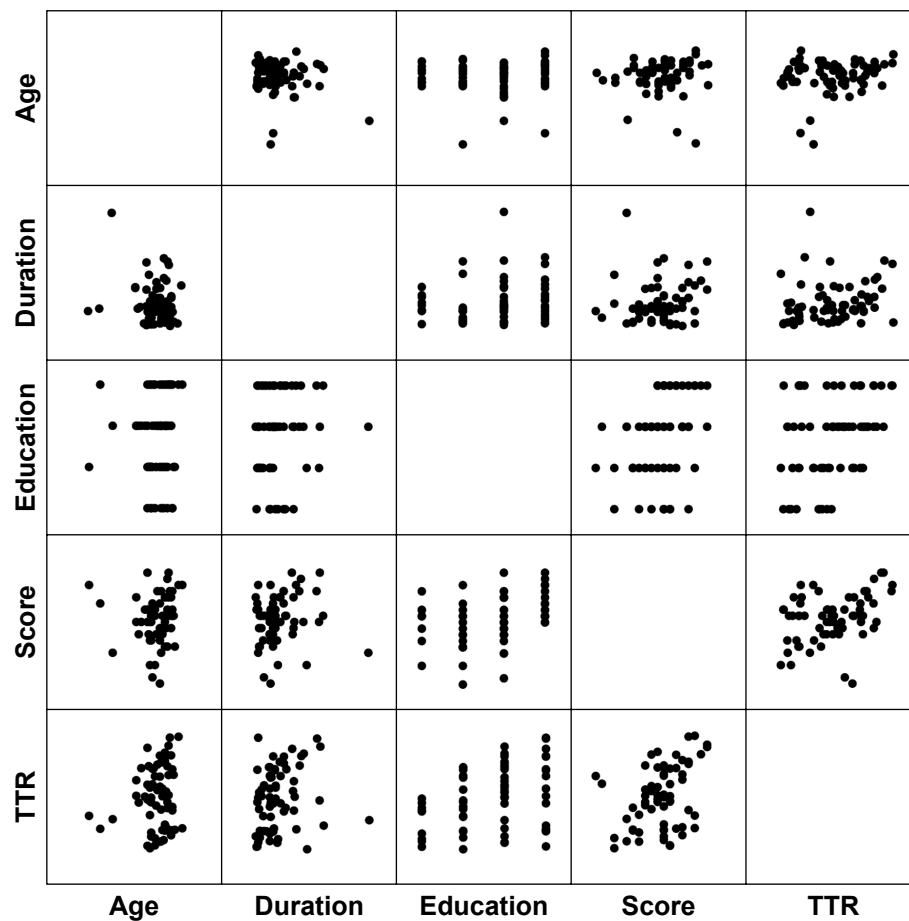 Age
Duration
Education
Score
TTR
Age
Duration
Education
Score
TTR